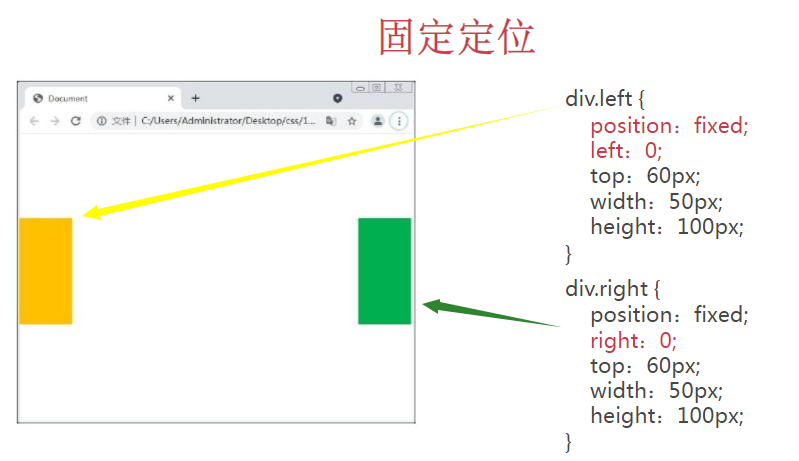 固定定位
Document
文件 | C:/Users/Administrator/Desktop/css/1...
div.left {
position：fixed;
left：0;
top：60px;
width：50px;
height：100px;
}
div.right {
position：fixed;
right：0;
top：60px;
width：50px;
height：100px;
}